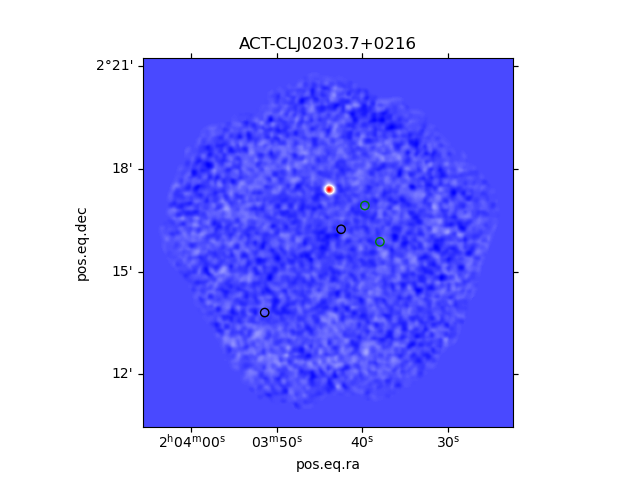 ACT-CLJ0203.7+0216
2°21'
18'
15'
12'
pos.eq.dec
2ʰ04ᵐ00ˢ 03ᵐ50ˢ 40ˢ 30ˢ
pos.eq.ra